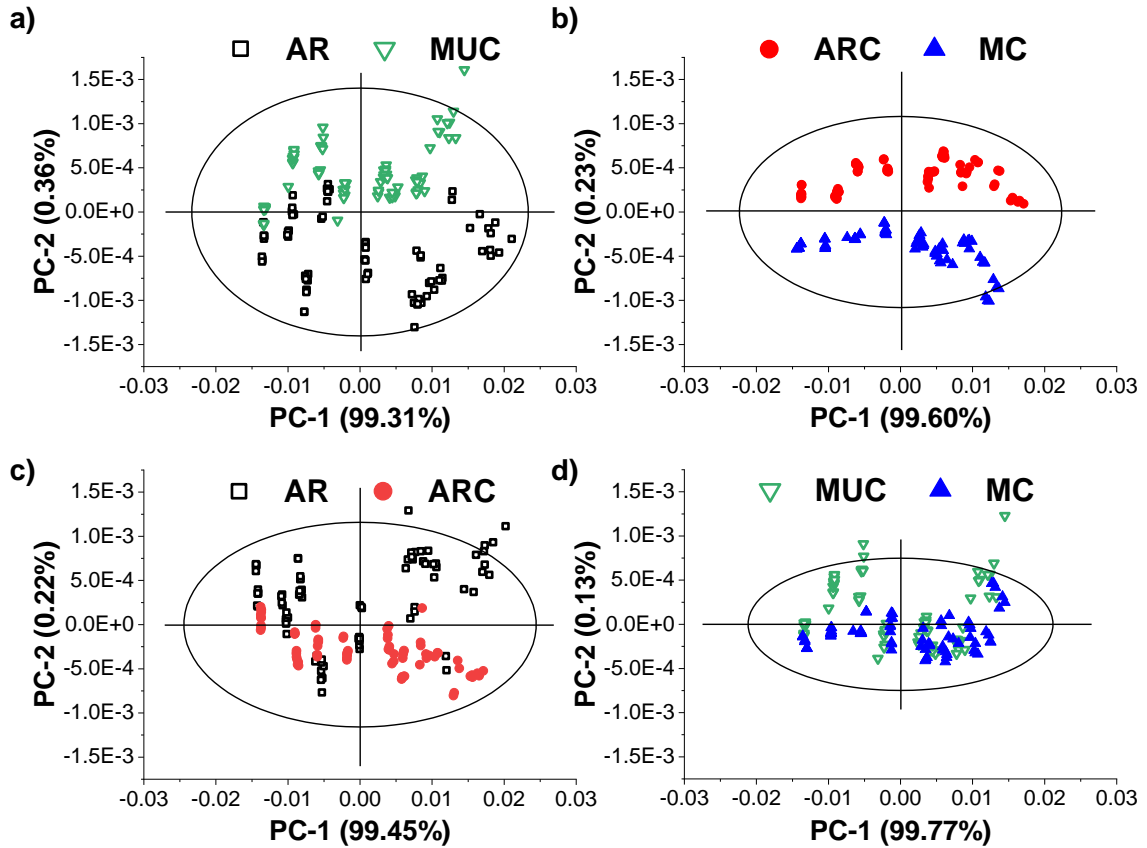 a)
AR MUC
1.5E-3
1.0E-3
5.0E-4
0.0E+0
-5.0E-4
-1.0E-3
-1.5E-3
PC-2 (0.36%)
-0.03 -0.02 -0.01 0.00 0.01 0.02 0.03
PC-1 (99.31%)
b)
ARC MC
1.5E-3
1.0E-3
5.0E-4
0.0E+0
-5.0E-4
-1.0E-3
-1.5E-3
PC-2 (0.23%)
-0.03 -0.02 -0.01 0.00 0.01 0.02 0.03
PC-1 (99.60%)
c)
AR ARC
1.5E-3
1.0E-3
5.0E-4
0.0E+0
-5.0E-4
-1.0E-3
-1.5E-3
PC-2 (0.22%)
-0.03 -0.02 -0.01 0.00 0.01 0.02 0.03
PC-1 (99.45%)
d)
MUC MC
1.5E-3
1.0E-3
5.0E-4
0.0E+0
-5.0E-4
-1.0E-3
-1.5E-3
PC-2 (0.13%)
-0.03 -0.02 -0.01 0.00 0.01 0.02 0.03
PC-1 (99.77%)